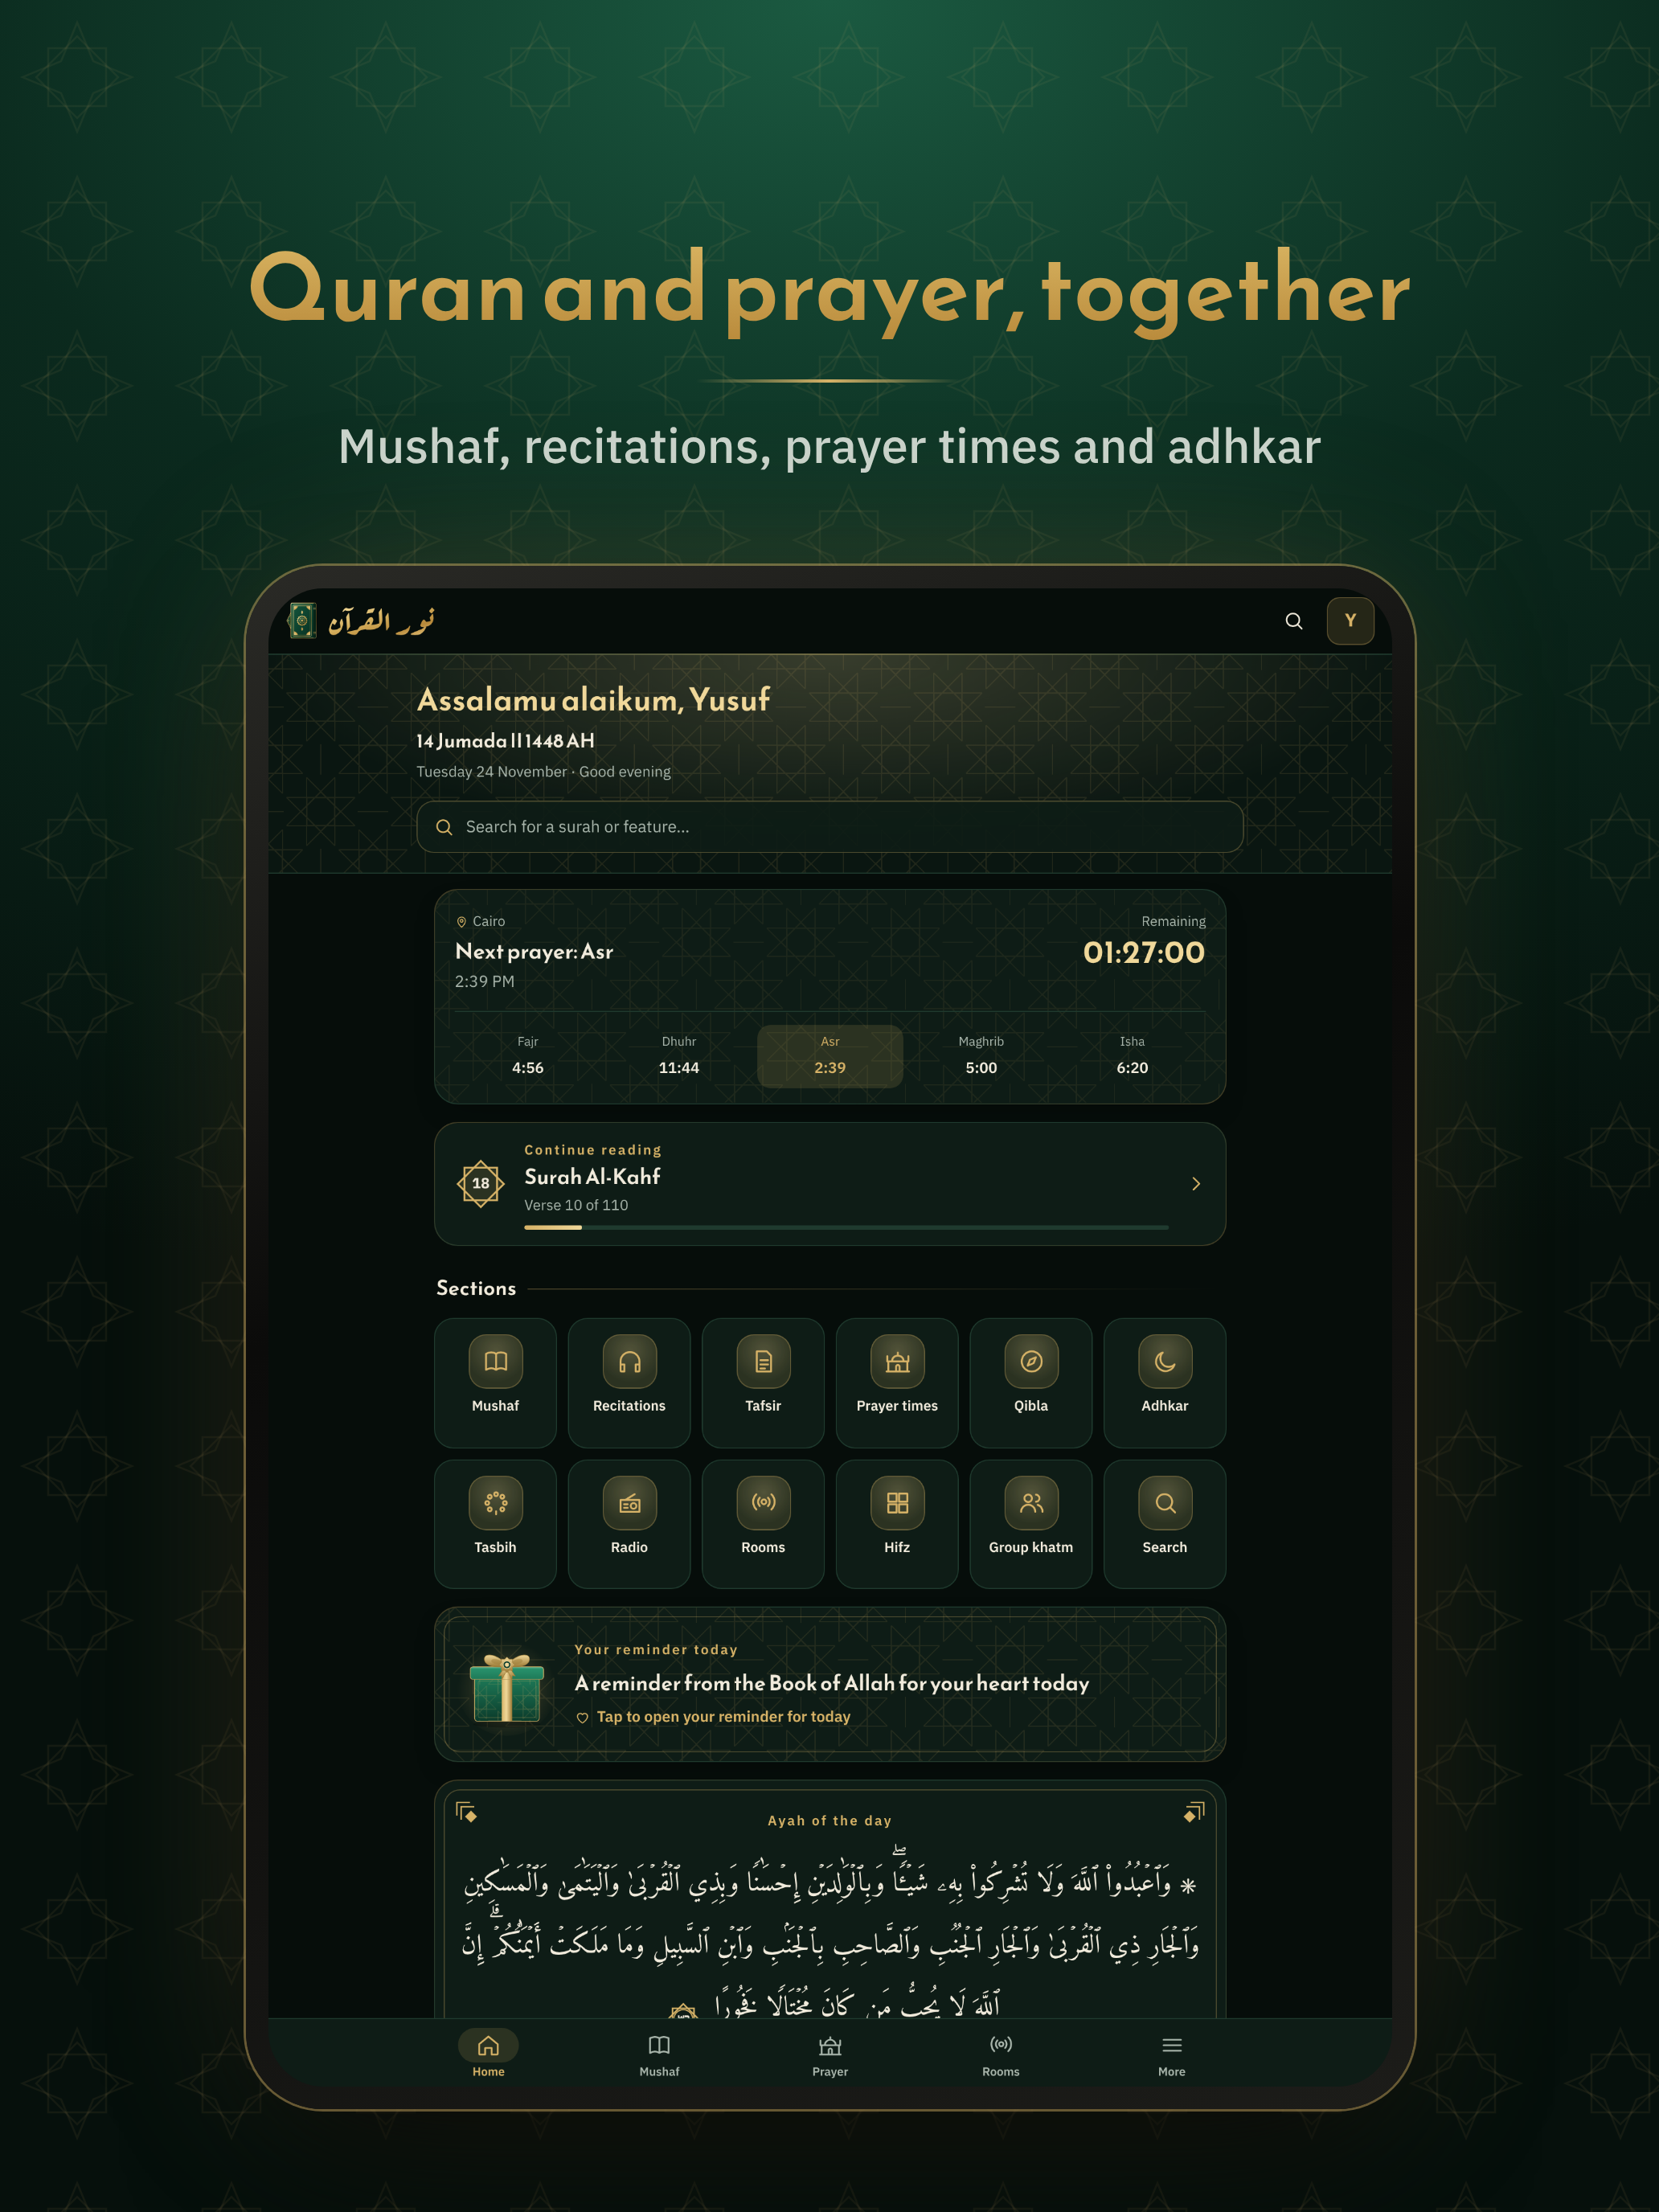 Quran and prayer, together
Mushaf, recitations, prayer times and adhkar
نور القرآن
Y
Assalamu alaikum, Yusuf
14 Jumada II 1448 AH
Tuesday 24 November · Good evening
Search for a surah or feature...
Cairo
Remaining
Next prayer: Asr
01:27:00
2:39 PM
Fajr Dhuhr Asr Maghrib Isha
4:56 11:44 2:39 5:00 6:20
Continue reading
18
Surah Al-Kahf
Verse 10 of 110
Sections
Mushaf Recitations Tafsir Prayer times Qibla Adhkar
Tasbih Radio Rooms Hifz Group khatm Search
Your reminder today
A reminder from the Book of Allah for your heart today
Tap to open your reminder for today
Ayah of the day
۞ وَٱعۡبُدُواْ ٱللَّهَ وَلَا تُشۡرِكُواْ بِهِۦ شَيۡـٔٗاۖ وَبِٱلۡوَٰلِدَيۡنِ إِحۡسَٰنٗا وَبِذِي ٱلۡقُرۡبَىٰ وَٱلۡيَتَٰمَىٰ وَٱلۡمَسَٰكِينِ
وَٱلۡجَارِ ذِي ٱلۡقُرۡبَىٰ وَٱلۡجَارِ ٱلۡجُنُبِ وَٱلصَّاحِبِ بِٱلۡجَنۢبِ وَٱبۡنِ ٱلسَّبِيلِ وَمَا مَلَكَتۡ أَيۡمَٰنُكُمۡۗ إِنَّ
ٱللَّهَ لَا يُحِبُّ مَن كَانَ مُخۡتَالٗا فَخُورًا
Home Mushaf Prayer Rooms More